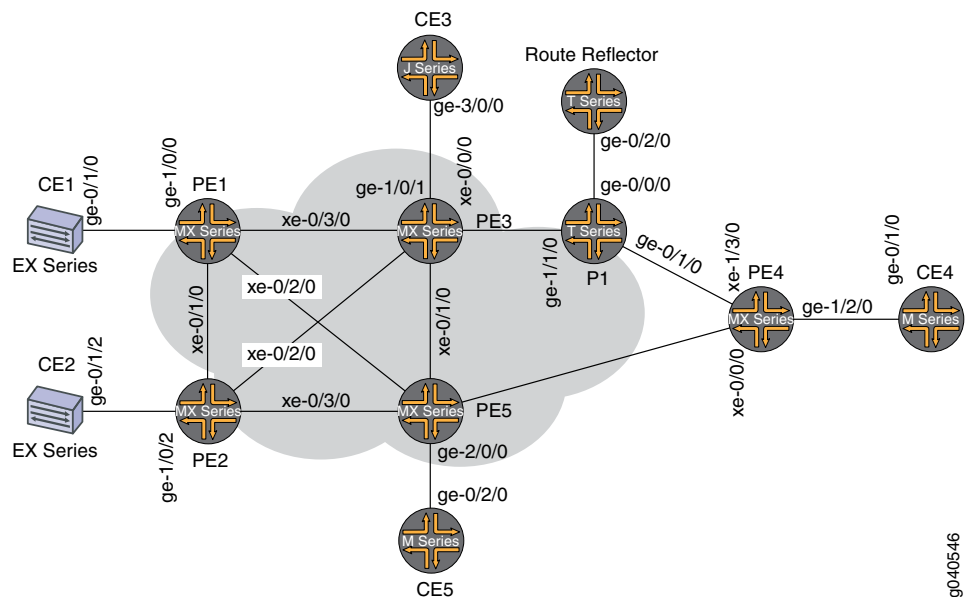 CE3
J Series
ge-3/0/0
Route Reflector
T Series
ge-0/2/0
ge-0/0/0
CE1
ge-0/1/0
EX Series
ge-1/0/0
PE1
MX Series
xe-0/3/0
ge-1/0/1
xe-0/0/0
MX Series
PE3
ge-1/1/0
T Series
P1
ge-0/1/0
xe-1/3/0
PE4
MX Series
xe-0/0/0
ge-1/2/0
ge-0/1/0
CE4
M Series
xe-0/2/0
xe-0/1/0
xe-0/2/0
xe-0/1/0
CE2
ge-0/1/2
EX Series
ge-1/0/2
MX Series
PE2
xe-0/3/0
MX Series
PE5
ge-2/0/0
ge-0/2/0
M Series
CE5
g040546